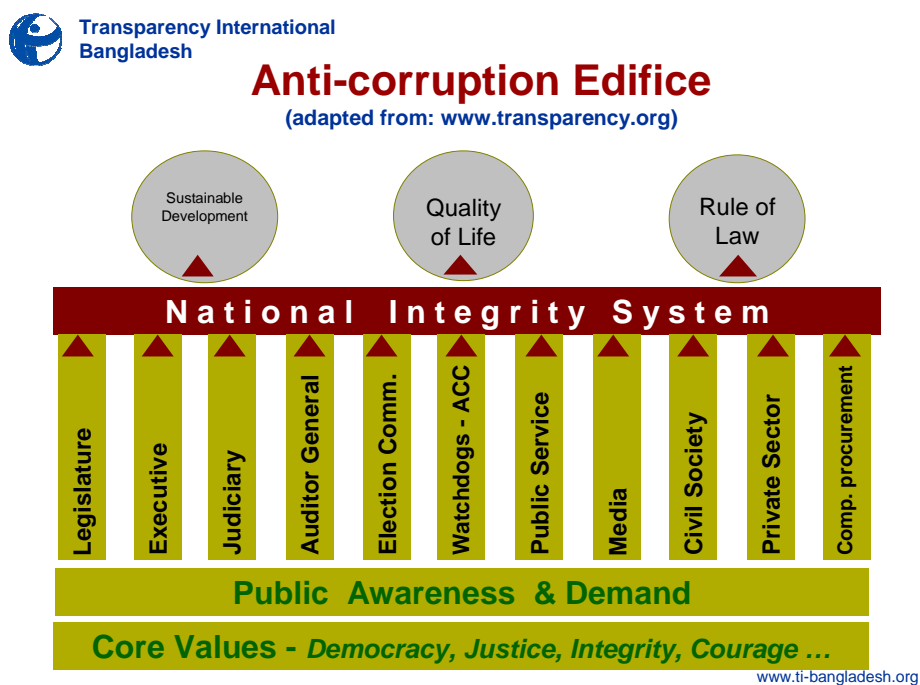 Transparency International
Bangladesh
Anti-corruption Edifice
(adapted from: www.transparency.org)
Sustainable
Development
Quality
of Life
Rule of
Law
National Integrity System
Legislature
Executive
Judiciary
Auditor General
Election Comm.
Watchdogs - ACC
Public Service
Media
Civil Society
Private Sector
Comp. procurement
Public Awareness & Demand
Core Values - Democracy, Justice, Integrity, Courage …
www.ti-bangladesh.org